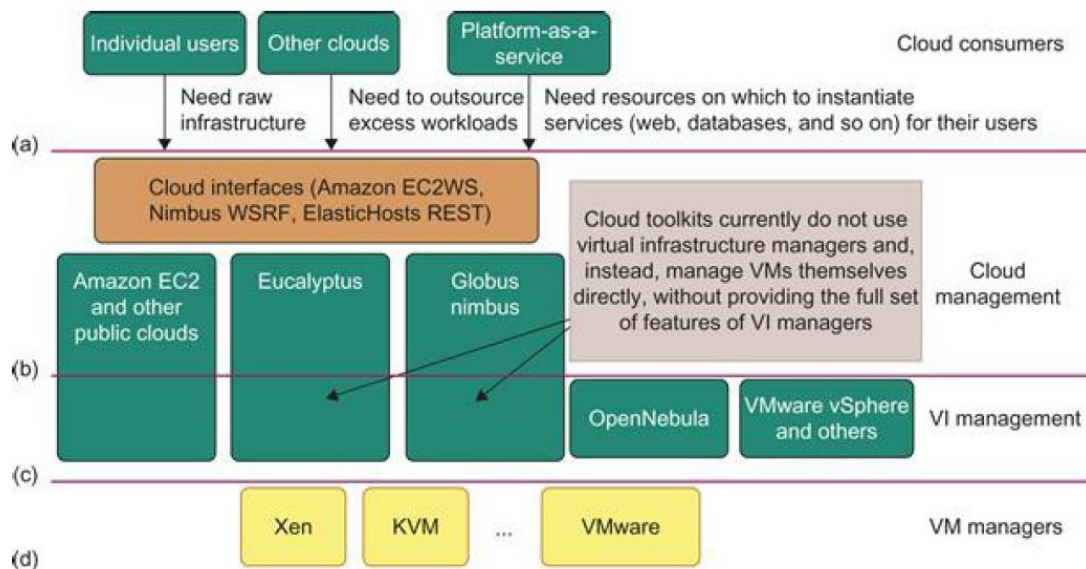 Individual users
Other clouds
Platform-as-a-
service
Cloud consumers
Need raw
infrastructure
Need to outsource
excess workloads
Need resources on which to instantiate
services (web, databases, and so on) for their users
(a)
Cloud interfaces (Amazon EC2WS,
Nimbus WSRF, ElasticHosts REST)
Cloud toolkits currently do not use
virtual infrastructure managers and,
instead, manage VMs themselves
directly, without providing the full set
of features of VI managers
Cloud
management
Amazon EC2
and other
public clouds
Eucalyptus
Globus
nimbus
(b)
OpenNebula
VMware vSphere
and others
VI management
(c)
Xen
KVM
...
VMware
VM managers
(d)